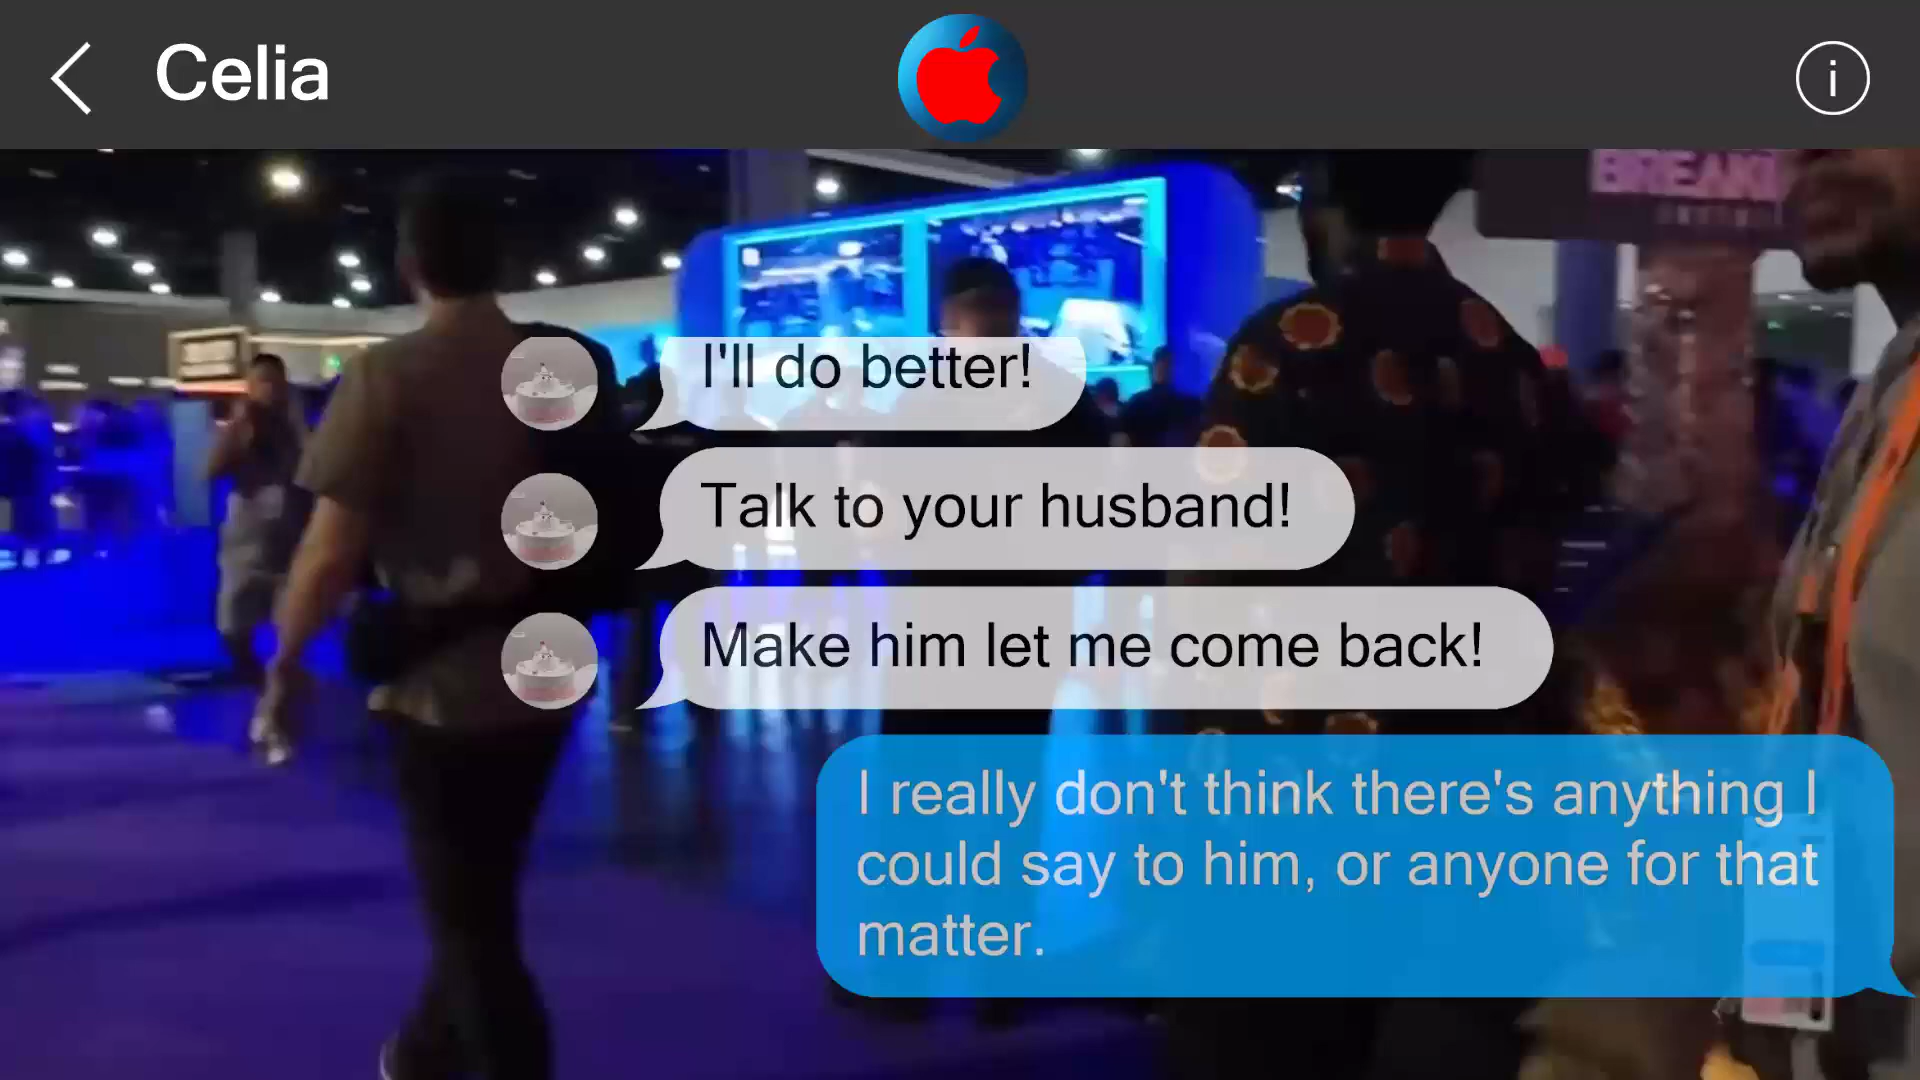 Celia
i
BREAK
I'll do better!
Talk to your husband!
Make him let me come back!
I really don't think there's anything I
could say to him, or anyone for that
matter.